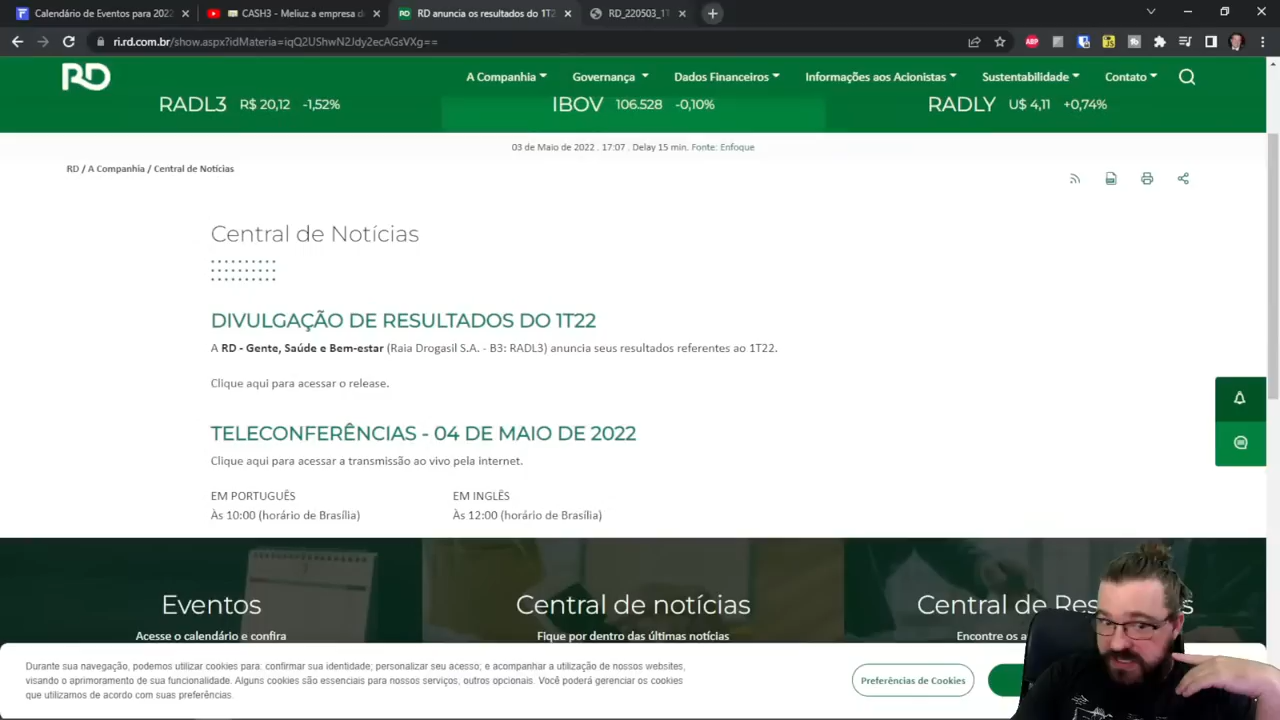 Calendário de Eventos para 2022
CASH3 - Meliuz a empresa d
RD anuncia os resultados do 1T2
RD_220503_11
ri.rd.com.br/show.aspx?idMateria=iqQ2UShwN2Jdy2ecAGsVXg==
ABP
RD
A Companhia
Governança
Dados Financeiros
Informações aos Acionistas
Sustentabilidade
Contato
RADL3 R$ 20,12 -1,52%
IBOV 106.528 -0,10%
RADLY U$ 4,11 +0,74%
03 de Maio de 2022 . 17:07 . Delay 15 min. Fonte: Enfoque
RD / A Companhia / Central de Notícias
Central de Notícias
DIVULGAÇÃO DE RESULTADOS DO 1T22
A RD - Gente, Saúde e Bem-estar (Raia Drogasil S.A. - B3: RADL3) anuncia seus resultados referentes ao 1T22.
Clique aqui para acessar o release.
TELECONFERÊNCIAS - 04 DE MAIO DE 2022
Clique aqui para acessar a transmissão ao vivo pela internet.
EM PORTUGUÊS
EM INGLÊS
Às 10:00 (horário de Brasília)
Às 12:00 (horário de Brasília)
Eventos
Central de notícias
Central de Res s
Acesse o calendário e confira
Fique por dentro das últimas notícias
Encontre os a
Durante sua navegação, podemos utilizar cookies para: confirmar sua identidade; personalizar seu acesso; e acompanhar a utilização de nossos websites,
visando o aprimoramento de sua funcionalidade. Alguns cookies são essenciais para nossos serviços, outros opcionais. Você poderá gerenciar os cookies
que utilizamos de acordo com suas preferências.
Preferências de Cookies